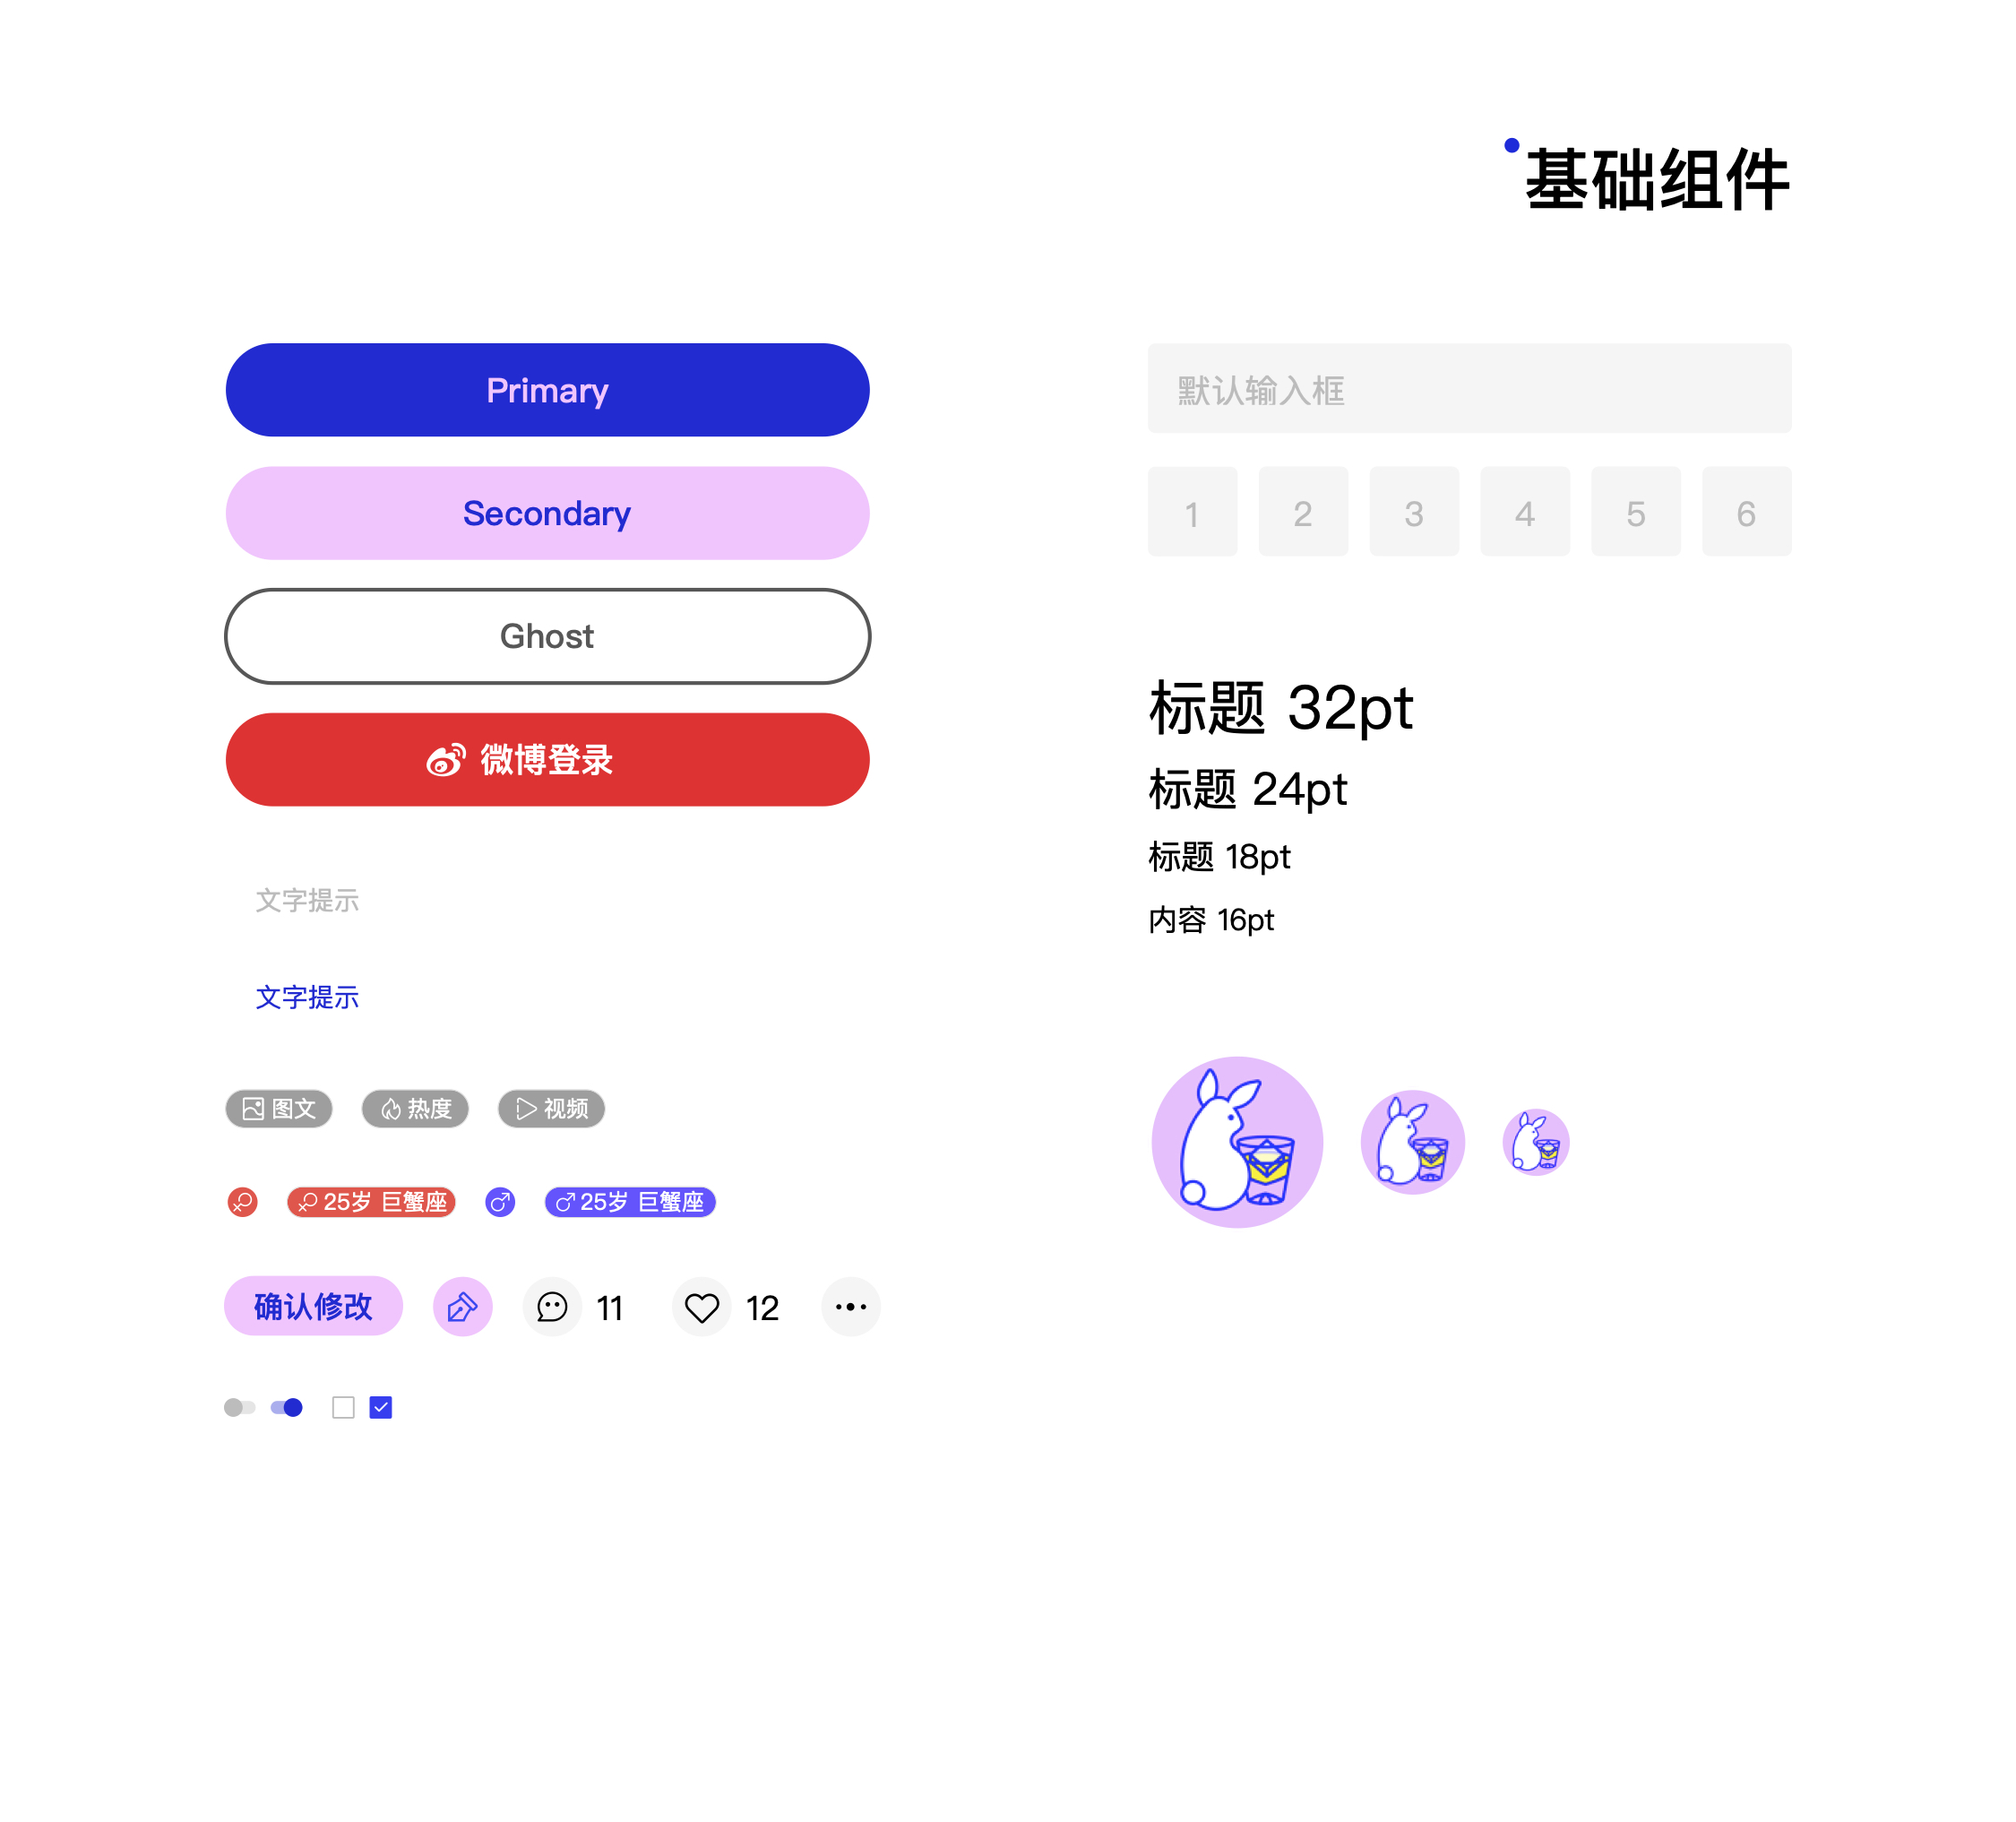 基础组件
Primary
Secondary
Ghost
微博登录
文字提示
文字提示
图文 热度 视频
25岁 巨蟹座 25岁 巨蟹座
确认修改 11 12
默认输入框
1 2 3 4 5 6
标题 32pt
标题 24pt
标题 18pt
内容 16pt